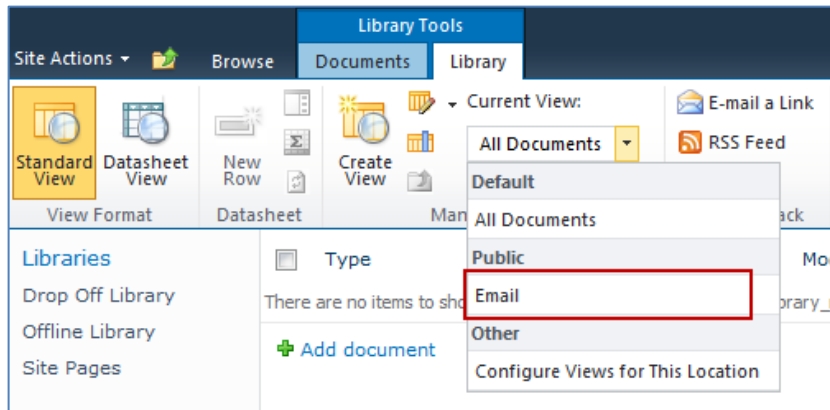 Library Tools
Site Actions Browse Documents Library
Standard View
Datasheet View
New Row
Create View
Current View:
All Documents
E-mail a Link
RSS Feed
View Format
Datasheet
Default
All Documents
Public
Email
Other
Configure Views for This Location
Libraries
Drop Off Library
Offline Library
Site Pages
Type
There are no items to
Add document